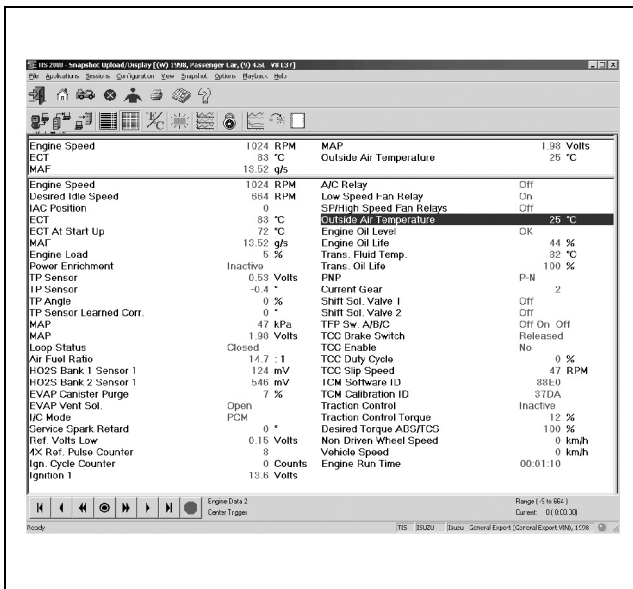 TIS 2000 - Snapshot Upload/Display [(W) 1998, Passenger Car, (9) 4.6L V8 L37]
File Applications Sessions Configuration View Snapshot Options Playback Help
Engine Speed 1024 RPM MAP 1.98 Volts
ECT 83 °C Outside Air Temperature 25 °C
MAF 13.52 g/s
Engine Speed 1024 RPM A/C Relay Off
Desired Idle Speed 664 RPM Low Speed Fan Relay On
IAC Position 0 SP/High Speed Fan Relays Off
ECT 83 °C Outside Air Temperature 25 °C
ECT At Start Up 72 °C Engine Oil Level OK
MAF 13.52 g/s Engine Oil Life 44 %
Engine Load 5 % Trans. Fluid Temp. 32 °C
Power Enrichment Inactive Trans. Oil Life 100 %
TP Sensor 0.53 Volts PNP P-N
TP Sensor -0.4 ° Current Gear 2
TP Angle 0 % Shift Sol. Valve 1 Off
TP Sensor Learned Corr. 0 ° Shift Sol. Valve 2 Off
MAP 47 kPa TFP Sw. A/B/C Off On Off
MAP 1.98 Volts TCC Brake Switch Released
Loop Status Closed TCC Enable No
Air Fuel Ratio 14.7 : 1 TCC Duty Cycle 0 %
HO2S Bank 1 Sensor 1 124 mV TCC Slip Speed 47 RPM
HO2S Bank 2 Sensor 1 546 mV TCM Software ID 88E0
EVAP Canister Purge 7 % TCM Calibration ID 37DA
EVAP Vent Sol. Open Traction Control Inactive
I/C Mode PCM Traction Control Torque 12 %
Service Spark Retard 0 ° Desired Torque ABS/TCS 100 %
Ref. Volts Low 0.15 Volts Non Driven Wheel Speed 0 km/h
4X Ref. Pulse Counter 8 Vehicle Speed 0 km/h
Ign. Cycle Counter 0 Counts Engine Run Time 00:01:10
Ignition 1 13.6 Volts
Engine Data 2 Range ( -5 to 664 )
Center Trigger Current: 0 ( 0:00.00)
Ready TIS ISUZU Isuzu General Export (General Export VIN), 1998